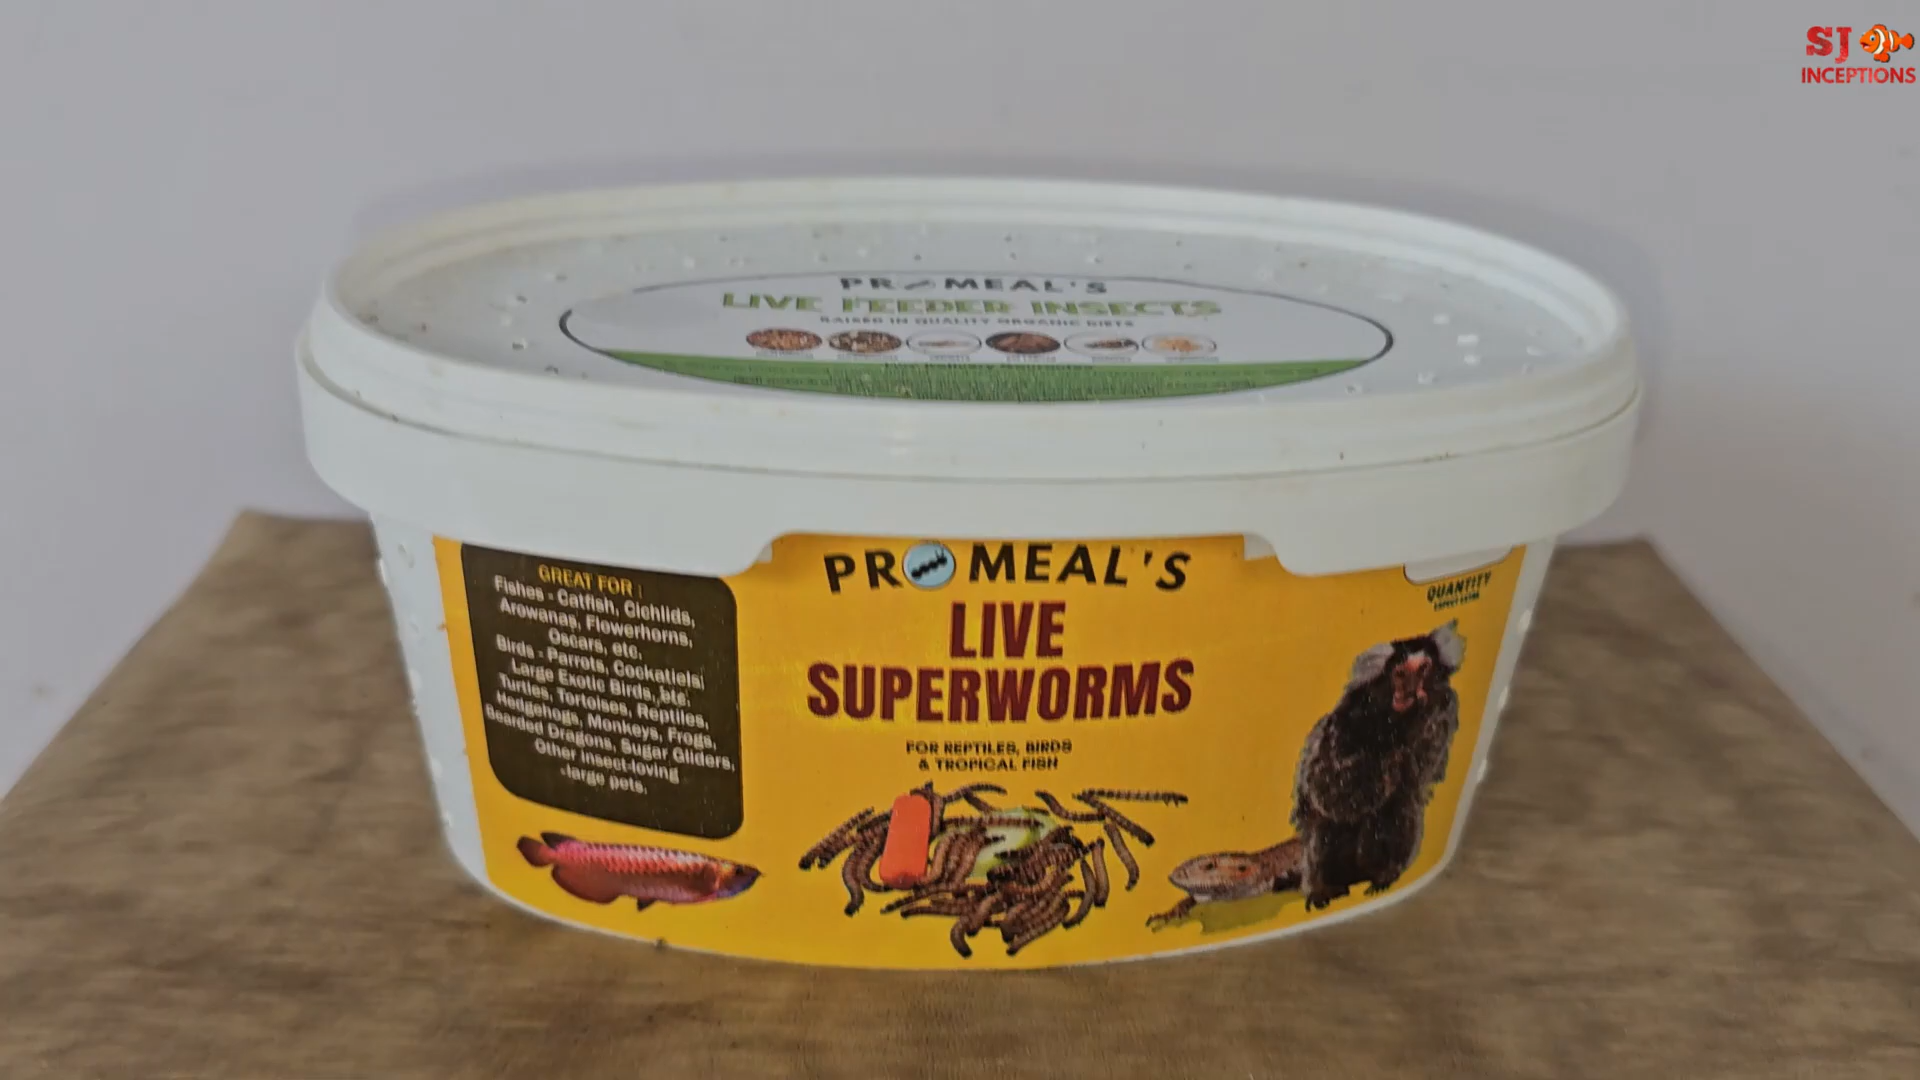 SJ
INCEPTIONS
PROMEAL'S
LIVE FEEDER INSECTS
RAISED IN QUALITY ORGANIC DIETS
GREAT FOR :
Fishes - Catfish, Cichlids,
Arowanas, Flowerhorns,
Oscars, etc.
Birds - Parrots, Cockatiels
Large Exotic Birds,
Turtles, Tortoises, Reptiles,
Hedgehogs, Monkeys, Frogs,
Bearded Dragons, Sugar Gliders,
Other insect-loving
-large pets.
PROMEAL'S
LIVE
SUPERWORMS
FOR REPTILES, BIRDS
& TROPICAL FISH
QUANTITY